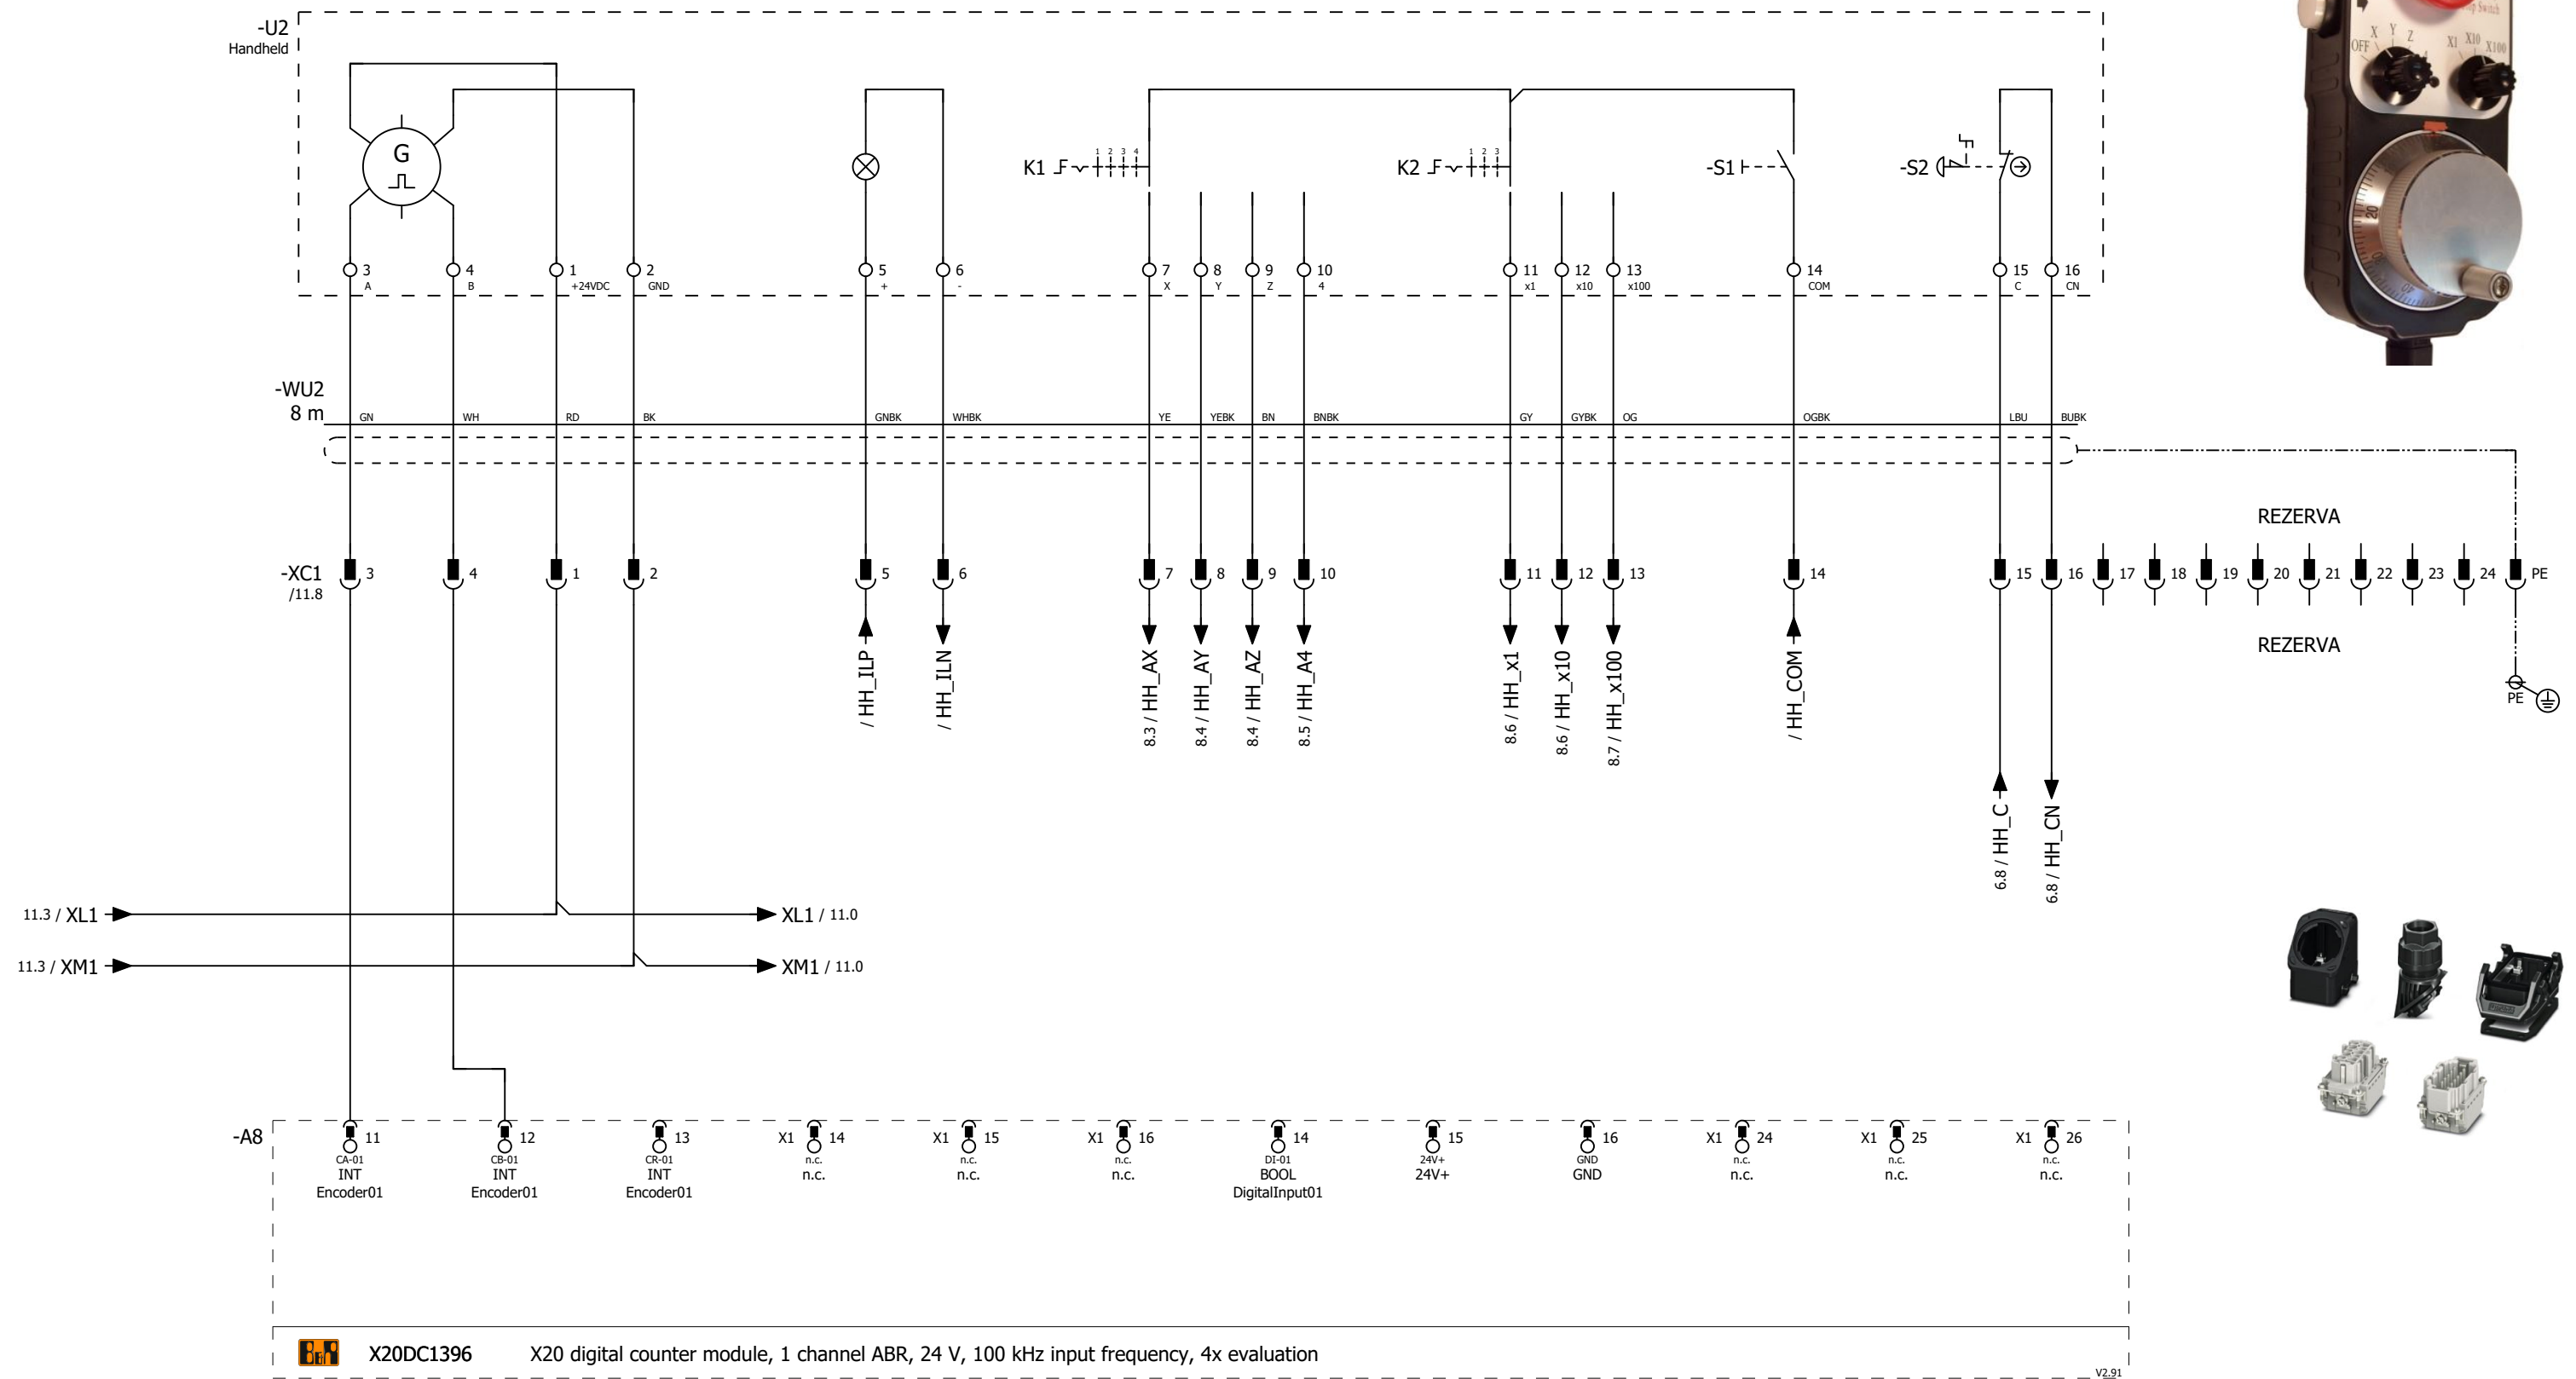 -U2
Handheld
G
3
A
4
B
1
+24VDC
2
GND
5
+
6
-
K1
1 2 3 4
7
X
8
Y
9
Z
10
4
K2
1 2 3
11
x1
12
x10
13
x100
-S1
14
COM
-S2
15
C
16
CN
OFF X Y Z 4
X1 X10 X100
Switch
20
-WU2
8 m
GN WH RD BK GNBK WHBK YE YEBK BN BNBK GY GYBK OG OGBK LBU BUBK
REZERVA
-XC1
/11.8
3 4 1 2 5 6 7 8 9 10 11 12 13 14 15 16 17 18 19 20 21 22 23 24 PE
REZERVA
/ HH_ILP
/ HH_ILN
8.3 / HH_AX
8.4 / HH_AY
8.4 / HH_AZ
8.5 / HH_A4
8.6 / HH_x1
8.6 / HH_x10
8.7 / HH_x100
/ HH_COM
6.8 / HH_C
6.8 / HH_CN
PE
11.3 / XL1
XL1 / 11.0
11.3 / XM1
XM1 / 11.0
-A8
11
CA-01
INT
Encoder01
12
CB-01
INT
Encoder01
13
CR-01
INT
Encoder01
X1 14
n.c.
n.c.
X1 15
n.c.
n.c.
X1 16
n.c.
n.c.
14
DI-01
BOOL
DigitalInput01
15
24V+
24V+
16
GND
GND
X1 24
n.c.
n.c.
X1 25
n.c.
n.c.
X1 26
n.c.
n.c.
B&R
X20DC1396
X20 digital counter module, 1 channel ABR, 24 V, 100 kHz input frequency, 4x evaluation
V2.91